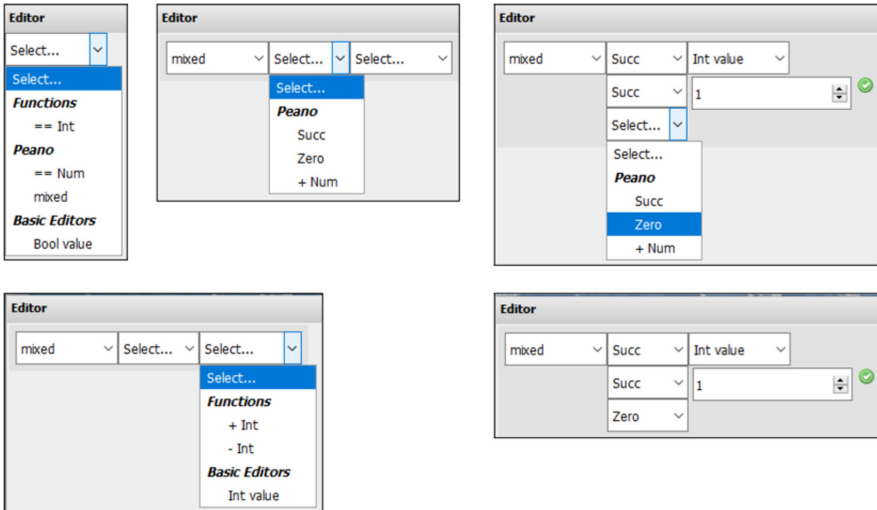 Editor
Select...
Select...
Functions
== Int
Peano
== Num
mixed
Basic Editors
Bool value
Editor
mixed Select... Select...
Select...
Peano
Succ
Zero
+ Num
Editor
mixed Succ Int value
Succ 1
Select...
Select...
Peano
Succ
Zero
+ Num
Editor
mixed Select... Select...
Select...
Functions
+ Int
- Int
Basic Editors
Int value
Editor
mixed Succ Int value
Succ 1
Zero